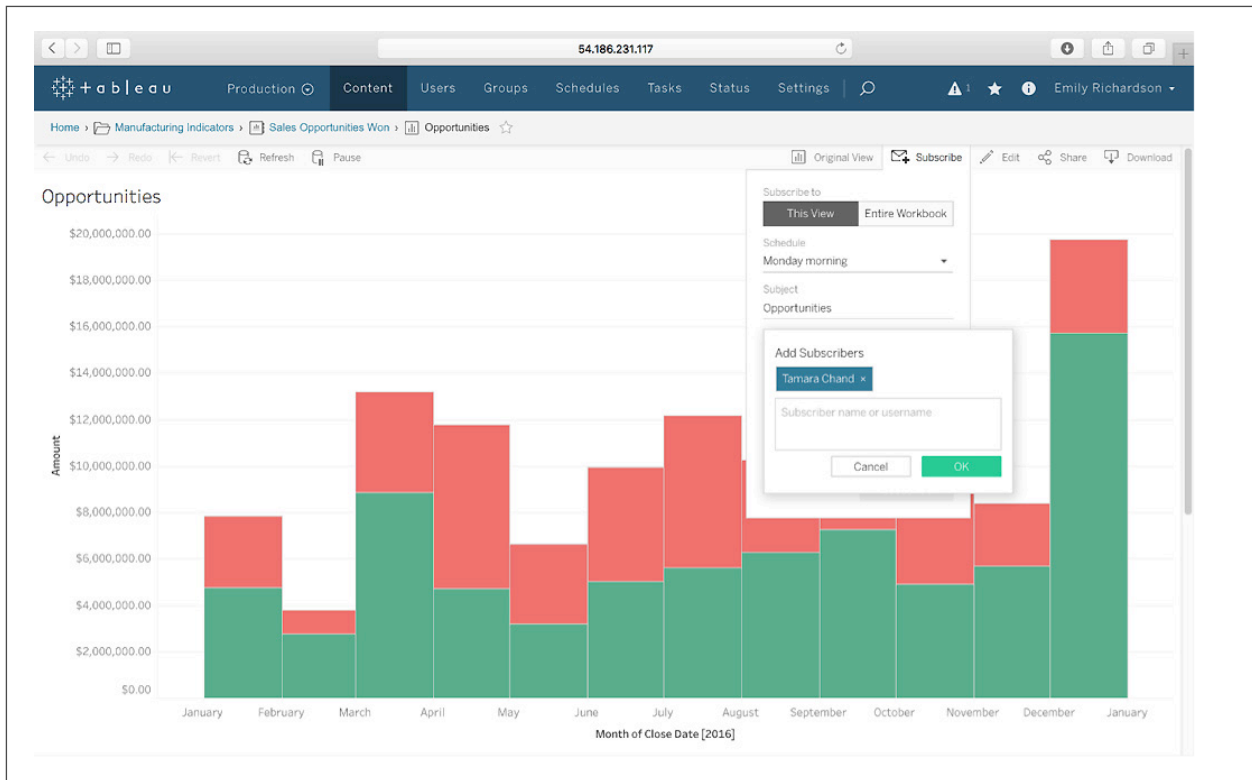 54.186.231.117
+ableau Production Content Users Groups Schedules Tasks Status Settings 1 Emily Richardson
Home › Manufacturing Indicators › Sales Opportunities Won › Opportunities
Undo Redo Revert Refresh Pause Original View Subscribe Edit Share Download
Opportunities
Subscribe to
This View Entire Workbook
Schedule
Monday morning
Subject
Opportunities
Add Subscribers
Tamara Chand ×
Subscriber name or username
Cancel OK
Amount
$20,000,000.00
$18,000,000.00
$16,000,000.00
$14,000,000.00
$12,000,000.00
$10,000,000.00
$8,000,000.00
$6,000,000.00
$4,000,000.00
$2,000,000.00
$0.00
January February March April May June July August September October November December January
Month of Close Date [2016]